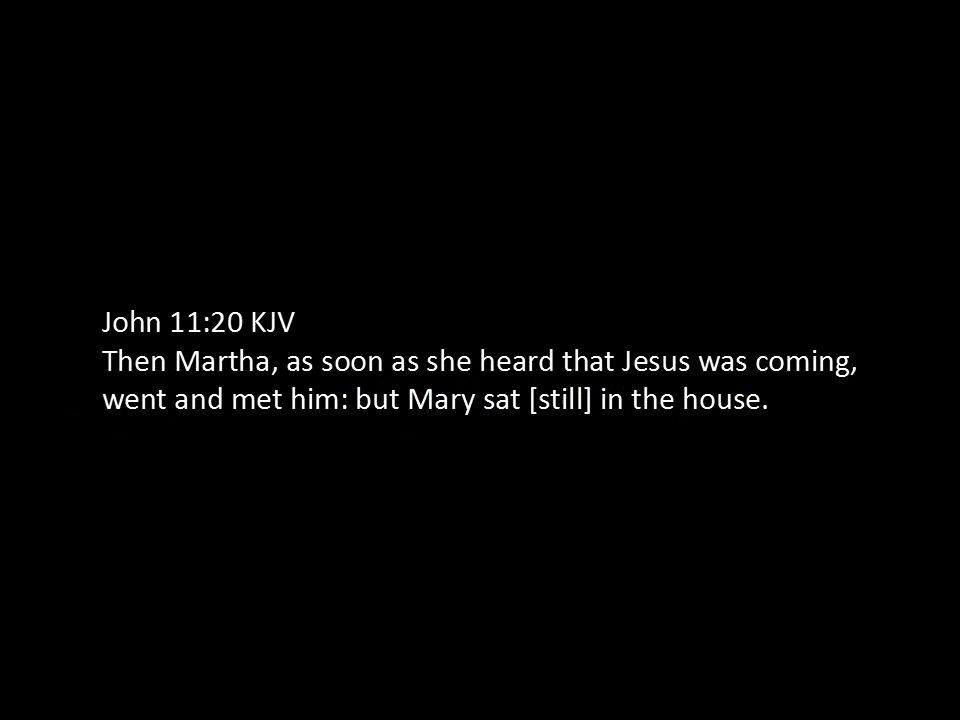 John 11:20 KJV
Then Martha, as soon as she heard that Jesus was coming,
went and met him: but Mary sat [still] in the house.